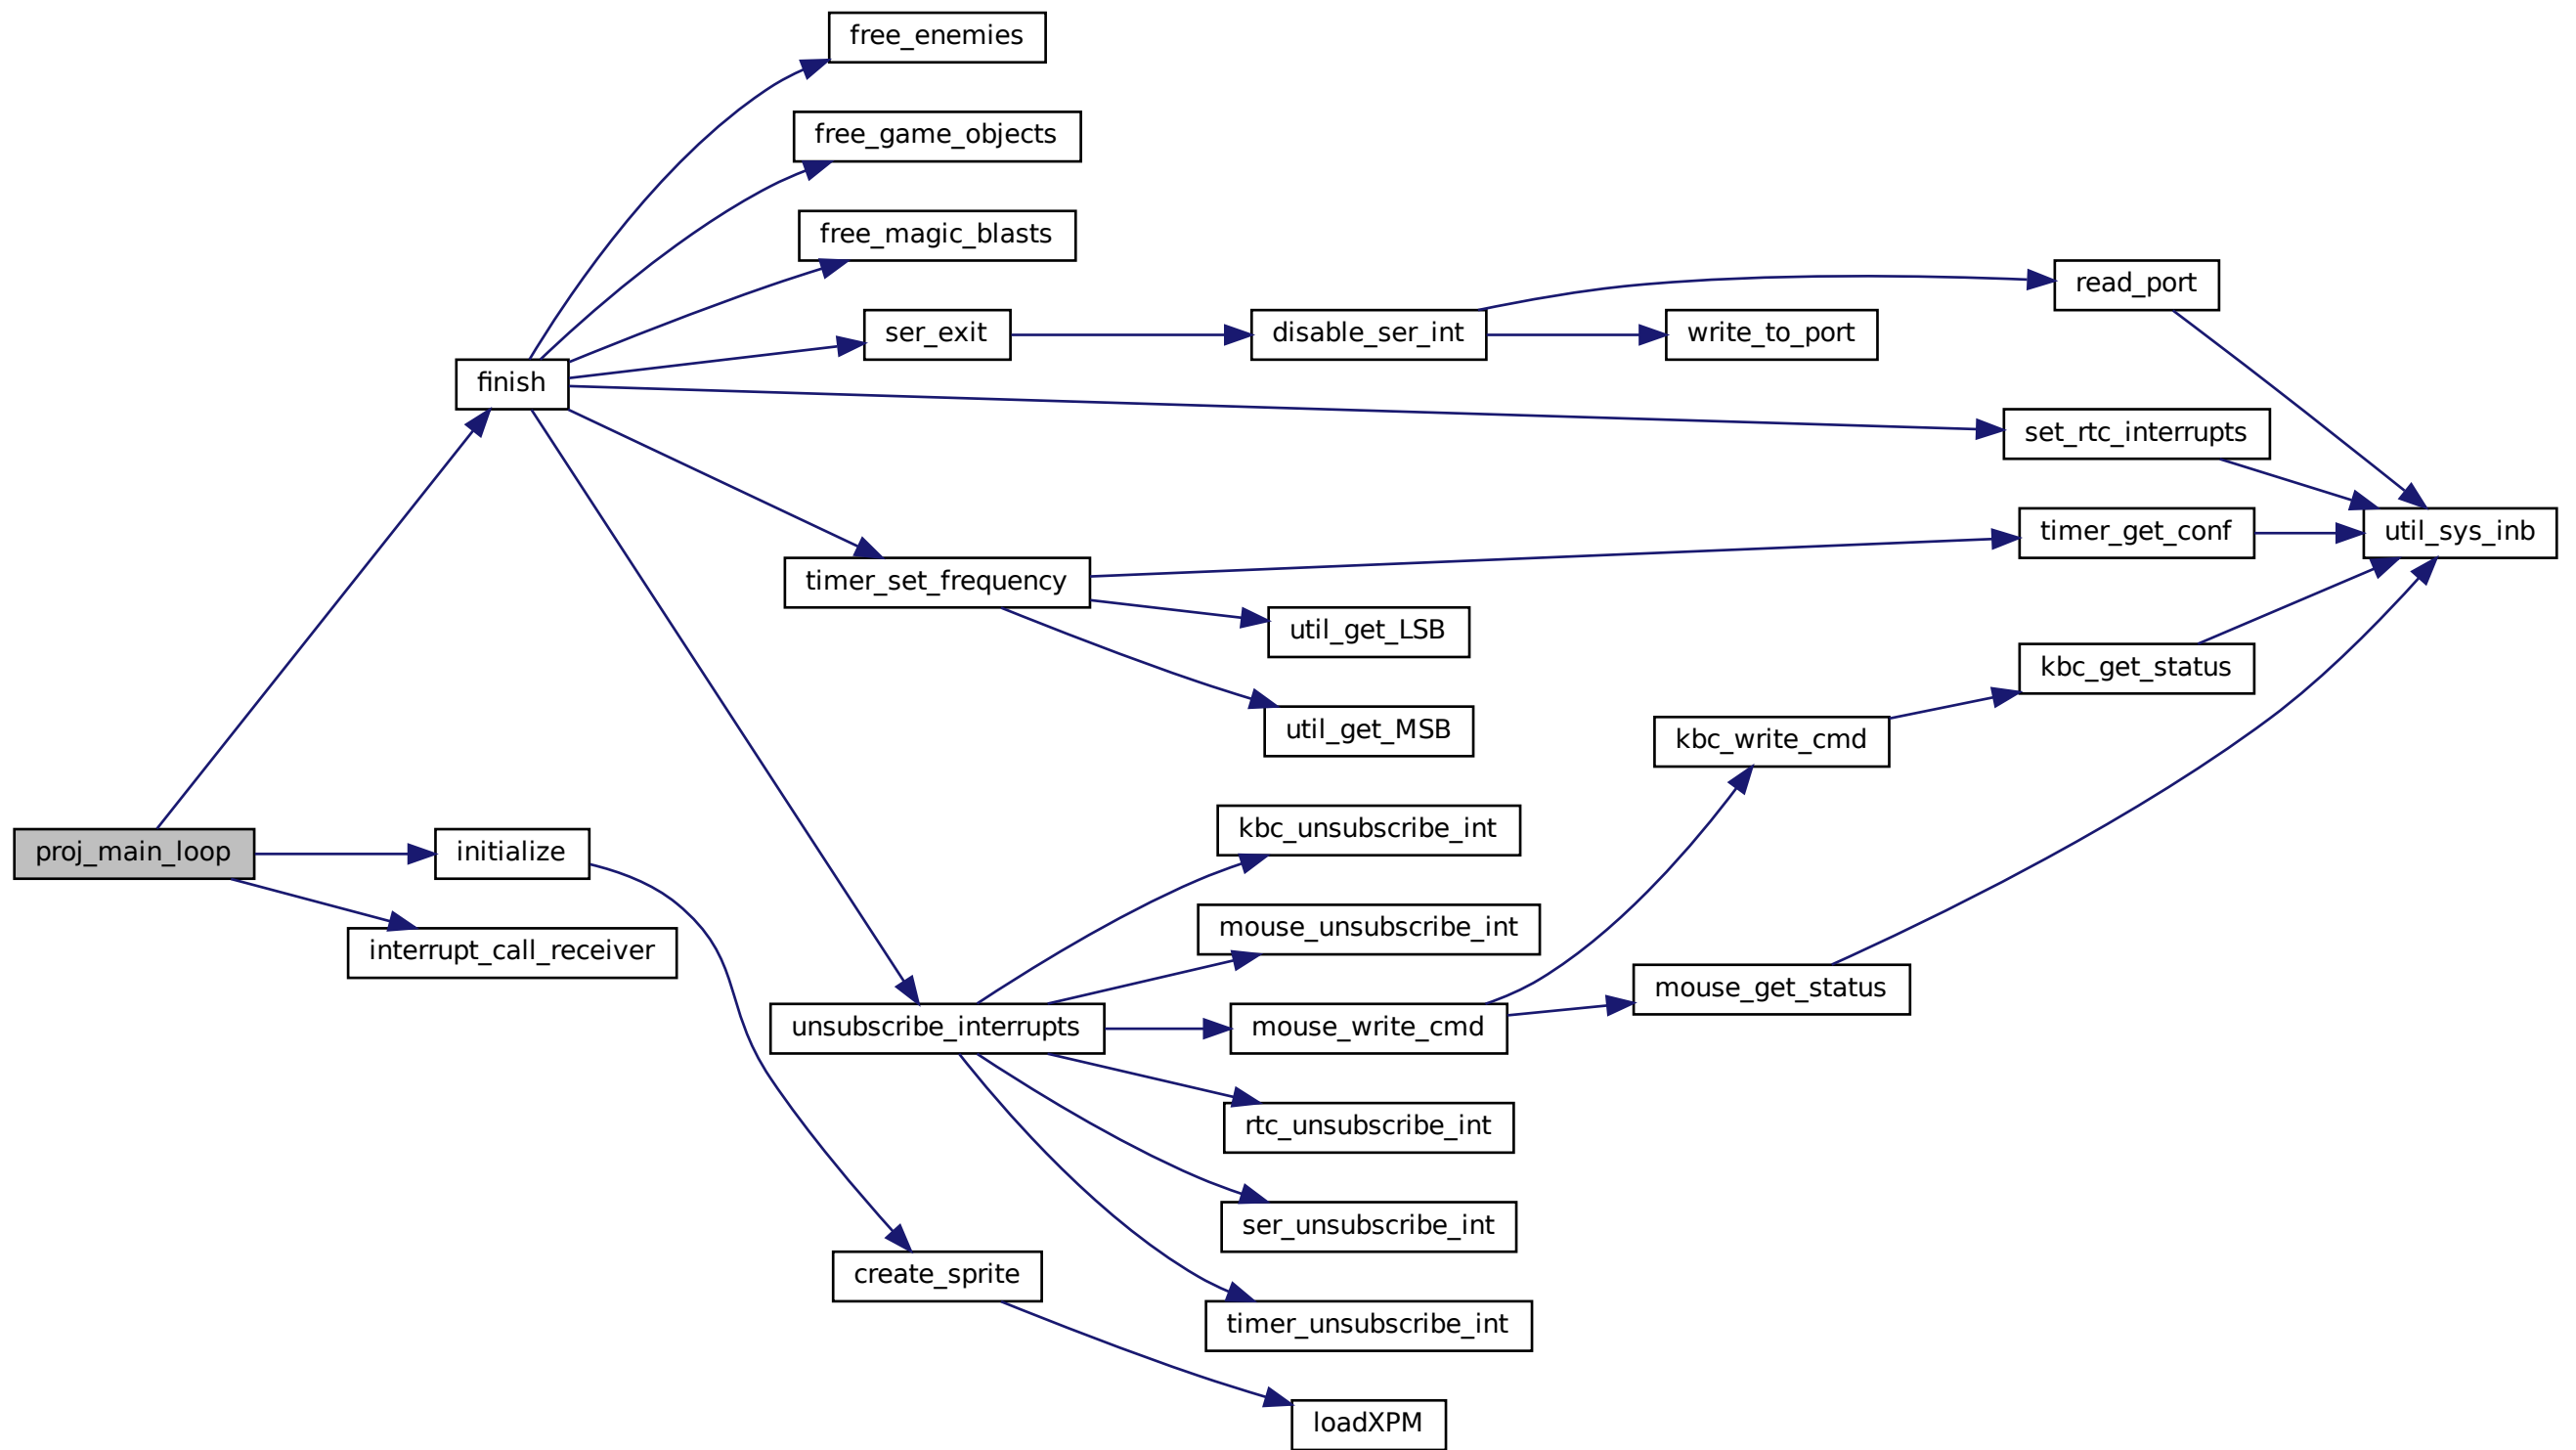 free_enemies
free_game_objects
free_magic_blasts
read_port
ser_exit
disable_ser_int
write_to_port
finish
set_rtc_interrupts
timer_get_conf
util_sys_inb
timer_set_frequency
util_get_LSB
kbc_get_status
util_get_MSB
kbc_write_cmd
kbc_unsubscribe_int
proj_main_loop
initialize
mouse_unsubscribe_int
interrupt_call_receiver
mouse_get_status
unsubscribe_interrupts
mouse_write_cmd
rtc_unsubscribe_int
ser_unsubscribe_int
create_sprite
timer_unsubscribe_int
loadXPM